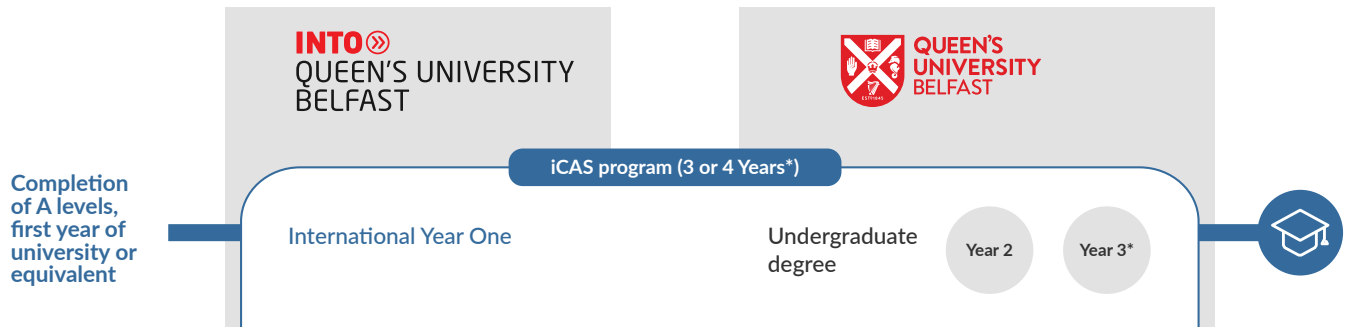 INTO
QUEEN'S UNIVERSITY
BELFAST
QUEEN'S
UNIVERSITY
BELFAST
EST1845
iCAS program (3 or 4 Years*)
Completion
of A levels,
first year of
university or
equivalent
International Year One
Undergraduate
degree
Year 2
Year 3*